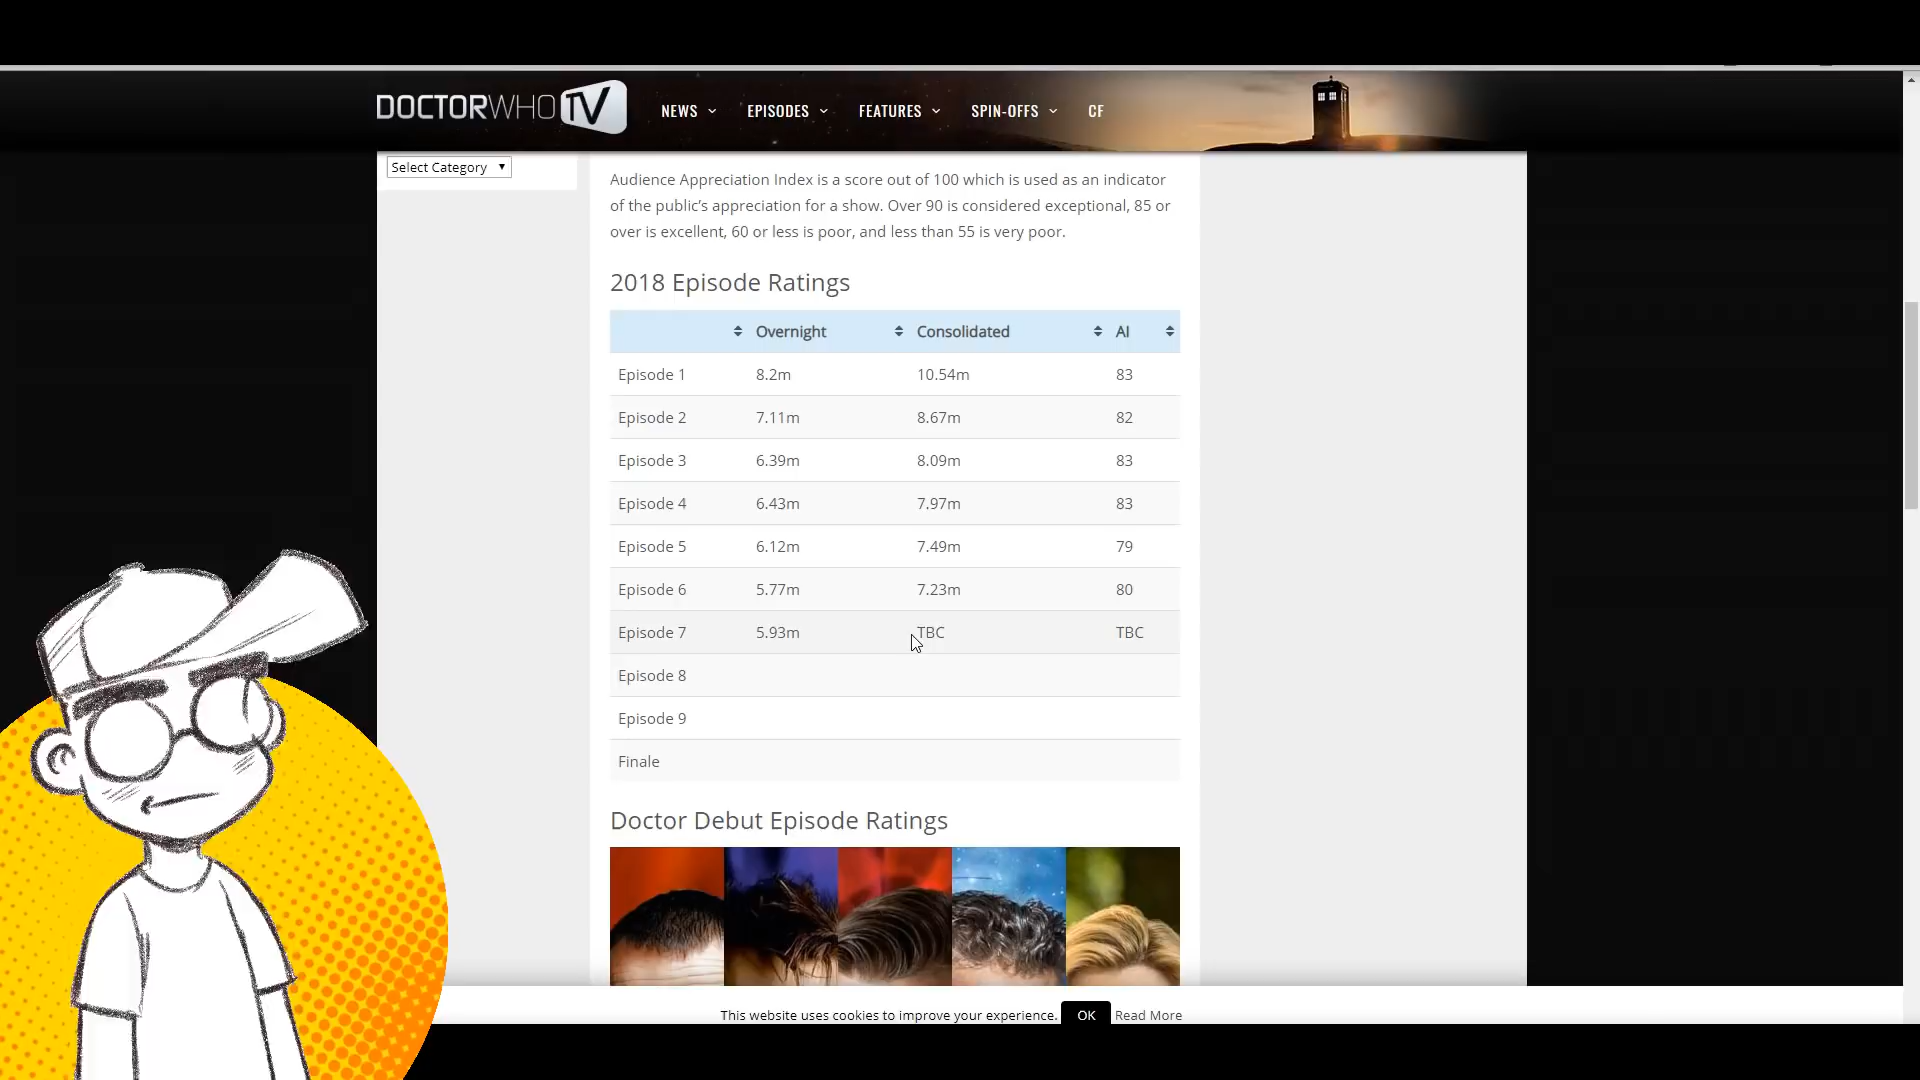 DOCTORWHO TV
NEWS EPISODES FEATURES SPIN-OFFS CF
Select Category
Audience Appreciation Index is a score out of 100 which is used as an indicator
of the public’s appreciation for a show. Over 90 is considered exceptional, 85 or
over is excellent, 60 or less is poor, and less than 55 is very poor.
2018 Episode Ratings
Overnight Consolidated AI
Episode 1 8.2m 10.54m 83
Episode 2 7.11m 8.67m 82
Episode 3 6.39m 8.09m 83
Episode 4 6.43m 7.97m 83
Episode 5 6.12m 7.49m 79
Episode 6 5.77m 7.23m 80
Episode 7 5.93m TBC TBC
Episode 8
Episode 9
Finale
Doctor Debut Episode Ratings
This website uses cookies to improve your experience. OK Read More